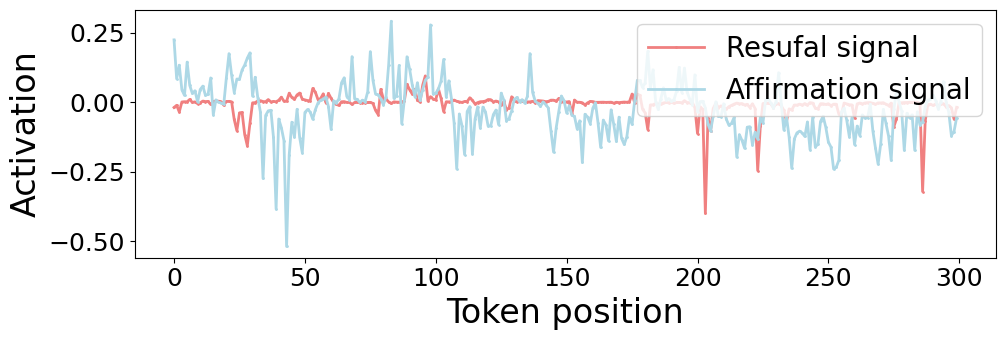 Activation
0.25
0.00
−0.25
−0.50
Resufal signal
Affirmation signal
0 50 100 150 200 250 300
Token position